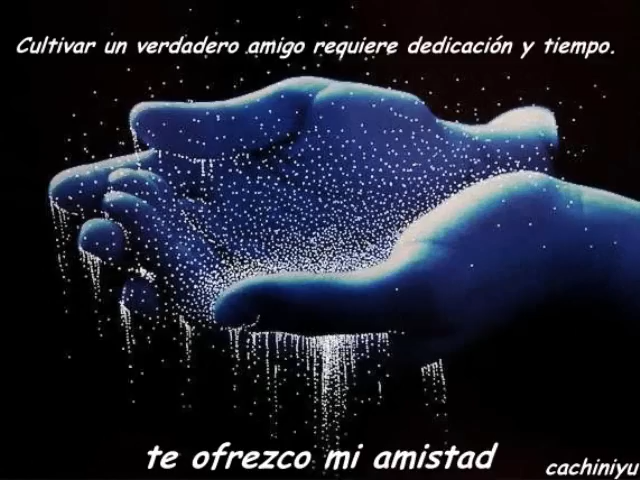 Cultivar un verdadero amigo requiere dedicación y tiempo.
te ofrezco mi amistad
cachiniyu